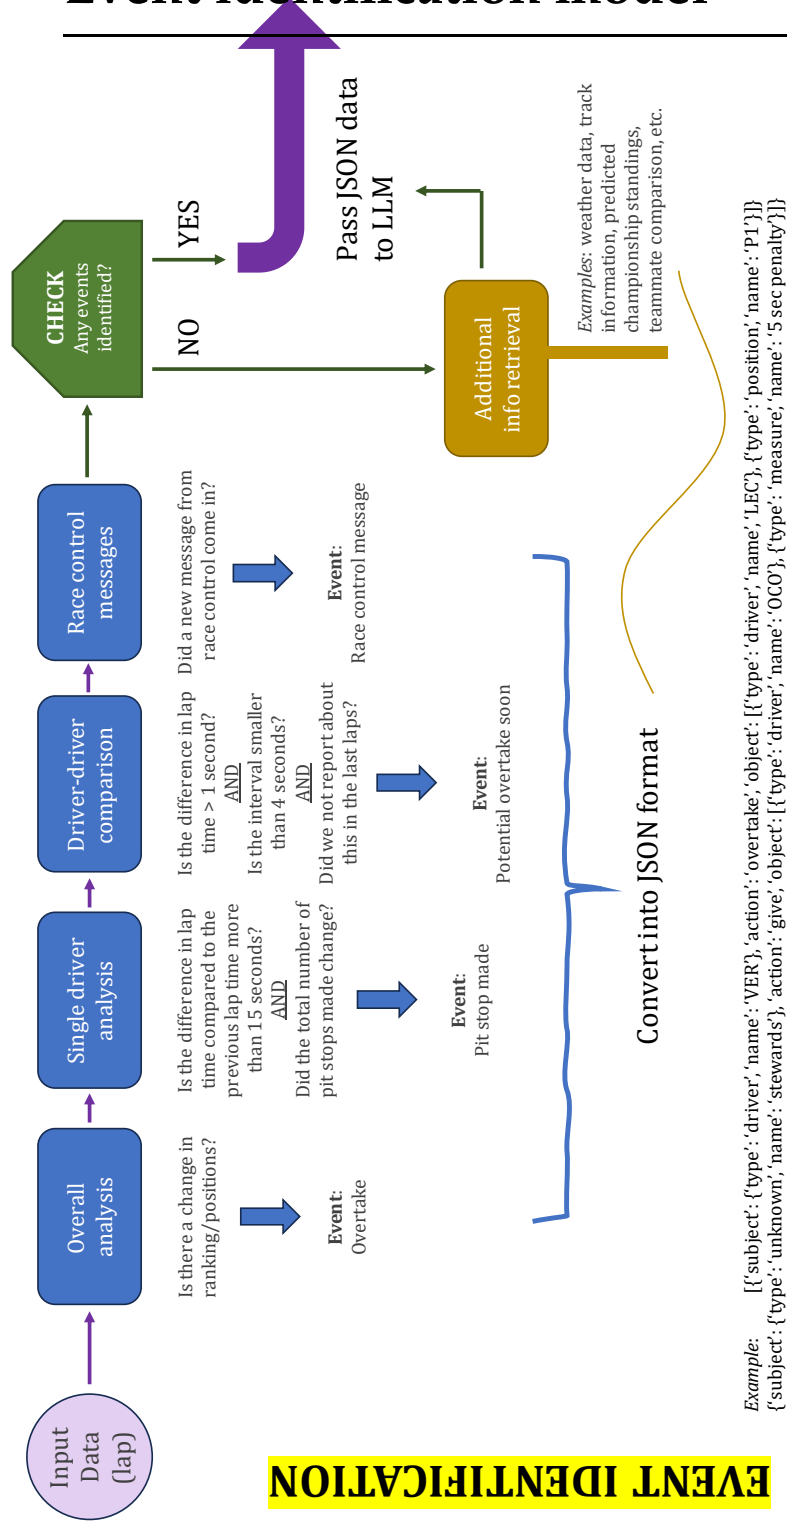 Event identification model
EVENT IDENTIFICATION
Input
Data
(lap)
Overall
analysis
Is there a change in
ranking/positions?
Event:
Overtake
Single driver
analysis
Is the difference in lap
time compared to the
previous lap time more
than 15 seconds?
AND
Did the total number of
pit stops made change?
Event:
Pit stop made
Driver-driver
comparison
Is the difference in lap
time > 1 second?
AND
Is the interval smaller
than 4 seconds?
AND
Did we not report about
this in the last laps?
Event:
Potential overtake soon
Race control
messages
Did a new message from
race control come in?
Event:
Race control message
CHECK
Any events
identified?
NO
YES
Pass JSON data
to LLM
Additional
info retrieval
Examples: weather data, track
information, predicted
championship standings,
teammate comparison, etc.
Convert into JSON format
Example: [{‘subject’: {‘type’: ‘driver’, ‘name’: ‘VER’}, ‘action’: ‘overtake’, ‘object’: [{‘type’: ‘driver’, ‘name’, ‘LEC’}, {‘type’: ‘position’, ‘name’: ‘P1’}]}
{‘subject’: {‘type’: ‘unknown’, ‘name’: ‘stewards’}, ‘action’: ‘give’, ‘object’: [{‘type’: ‘driver’, ‘name’: ‘OCO’}, {‘type’: ‘measure’, ‘name’: ‘5 sec penalty’}]}